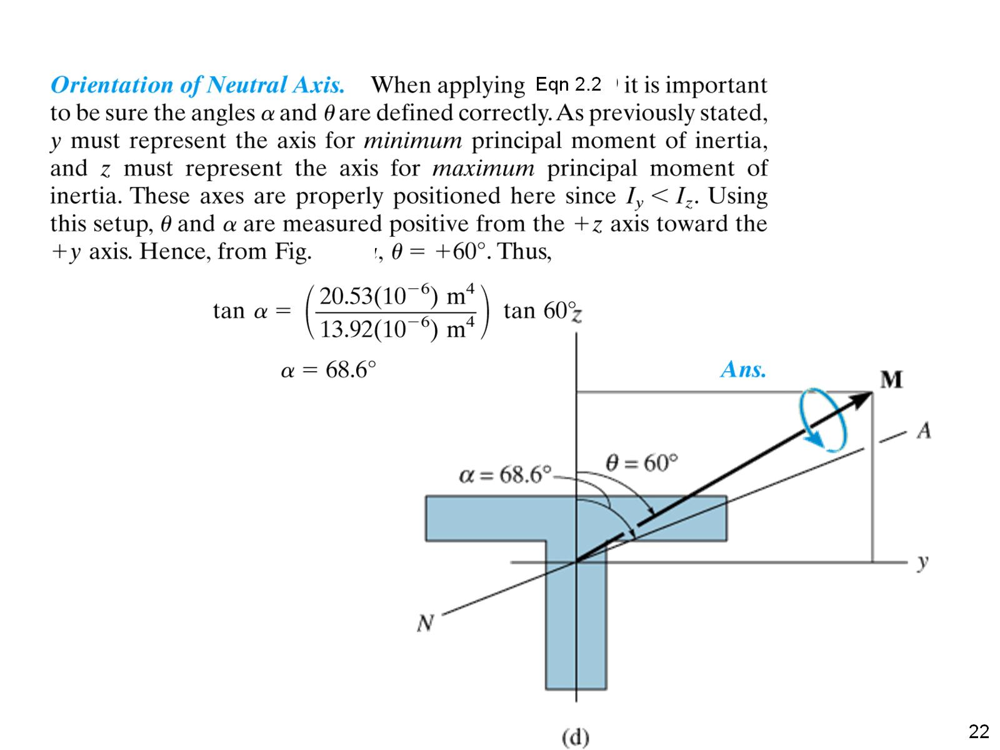 Orientation of Neutral Axis. When applying Eqn 2.2 ) it is important
to be sure the angles α and θ are defined correctly. As previously stated,
y must represent the axis for minimum principal moment of inertia,
and z must represent the axis for maximum principal moment of
inertia. These axes are properly positioned here since I_y < I_z. Using
this setup, θ and α are measured positive from the +z axis toward the
+y axis. Hence, from Fig. , θ = +60°. Thus,
tan α = (20.53(10⁻⁶) m⁴ / 13.92(10⁻⁶) m⁴) tan 60°
α = 68.6°
Ans.
z
M
A
θ = 60°
α = 68.6°
y
N
(d)
22